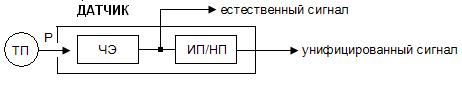 ДАТЧИК
естественный сигнал
Р
ТП
ЧЭ
ИП/НП
унифицированный сигнал